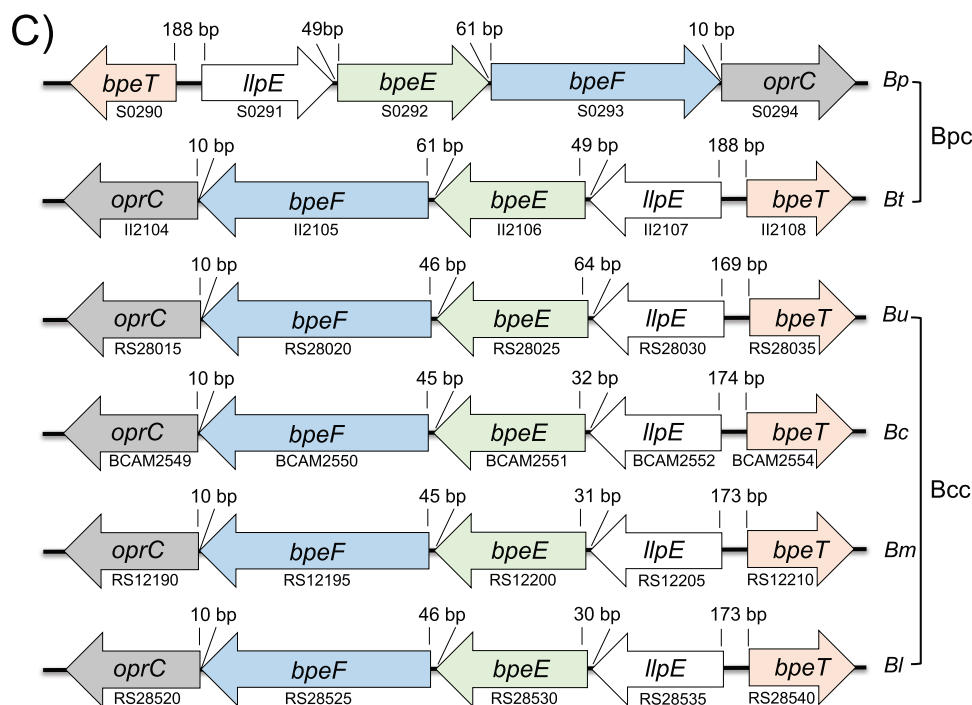 C)
188 bp 49bp 61 bp 10 bp
bpeT llpE bpeE bpeF oprC Bp
S0290 S0291 S0292 S0293 S0294
Bpc
10 bp 61 bp 49 bp 188 bp
oprC bpeF bpeE llpE bpeT Bt
II2104 II2105 II2106 II2107 II2108
10 bp 46 bp 64 bp 169 bp
oprC bpeF bpeE llpE bpeT Bu
RS28015 RS28020 RS28025 RS28030 RS28035
10 bp 45 bp 32 bp 174 bp
oprC bpeF bpeE llpE bpeT Bc
BCAM2549 BCAM2550 BCAM2551 BCAM2552 BCAM2554
Bcc
10 bp 45 bp 31 bp 173 bp
oprC bpeF bpeE llpE bpeT Bm
RS12190 RS12195 RS12200 RS12205 RS12210
10 bp 46 bp 30 bp 173 bp
oprC bpeF bpeE llpE bpeT Bl
RS28520 RS28525 RS28530 RS28535 RS28540